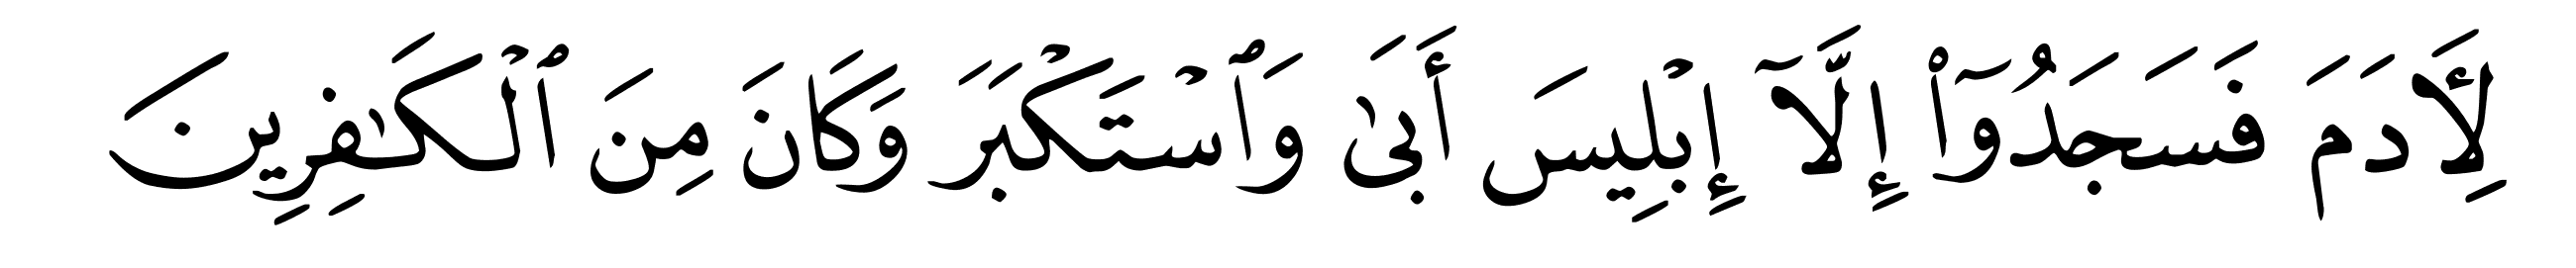 لِأَدَمَ فَسَجَدُوٓا۟ إِلَّآ إِبْلِيسَ أَبَىٰ وَٱسْتَكْبَرَ وَكَانَ مِنَ ٱلْكَـٰفِرِينَ